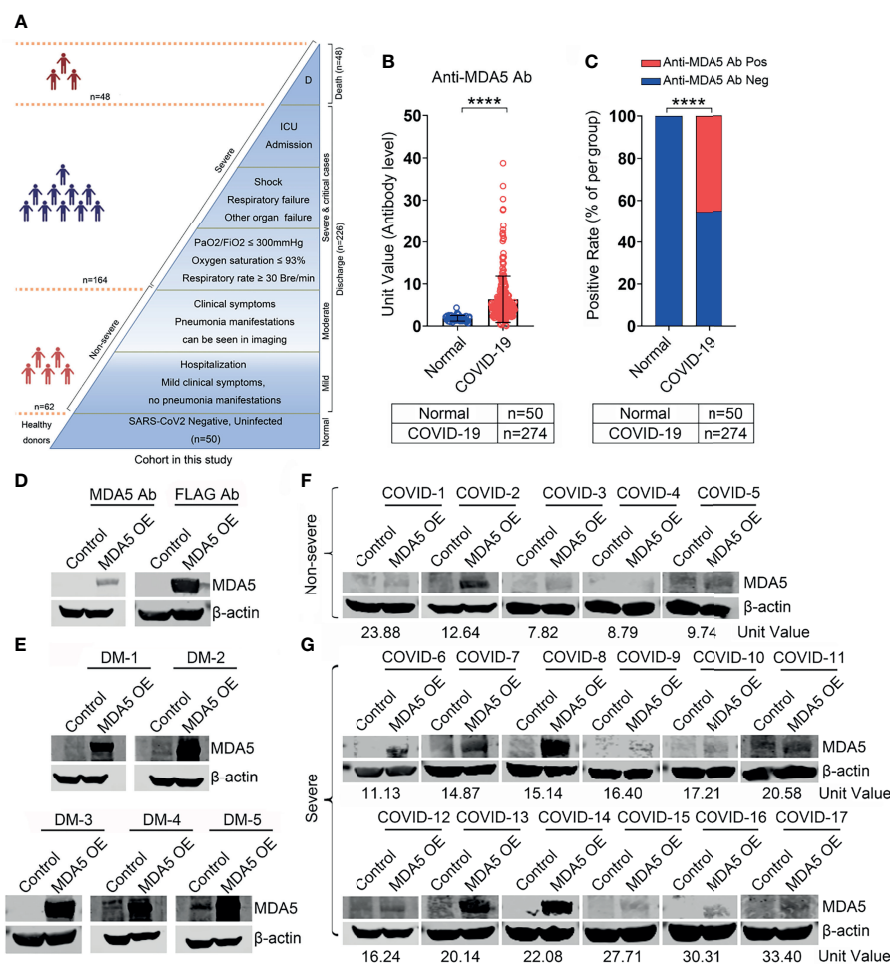 A
n=48
n=164
n=62
Healthy
donors
Severe
Non-severe
D
ICU
Admission
Shock
Respiratory failure
Other organ failure
PaO2/FiO2 ≤ 300mmHg
Oxygen saturation ≤ 93%
Respiratory rate ≥ 30 Bre/min
Clinical symptoms
Pneumonia manifestations
can be seen in imaging
Hospitalization
Mild clinical symptoms,
no pneumonia manifestations
SARS-CoV2 Negative, Uninfected
(n=50)
Cohort in this study
Death (n=48)
Severe & critical cases
Discharge (n=226)
Moderate
Mild
Normal
B
Anti-MDA5 Ab
****
Unit Value (Antibody level)
50
40
30
20
10
0
Normal
COVID-19
Normal n=50
COVID-19 n=274
C
Anti-MDA5 Ab Pos
Anti-MDA5 Ab Neg
****
Positive Rate (% of per group)
100
80
60
40
20
0
Normal
COVID-19
Normal n=50
COVID-19 n=274
D
MDA5 Ab FLAG Ab
Control MDA5 OE Control MDA5 OE
MDA5
β-actin
E
DM-1 DM-2
Control MDA5 OE Control MDA5 OE
MDA5
β-actin
DM-3 DM-4 DM-5
Control MDA5 OE Control MDA5 OE Control MDA5 OE
MDA5
β-actin
F
Non-severe
COVID-1 COVID-2 COVID-3 COVID-4 COVID-5
Control MDA5 OE Control MDA5 OE Control MDA5 OE Control MDA5 OE Control MDA5 OE
MDA5
β-actin
23.88 12.64 7.82 8.79 9.74 Unit Value
G
Severe
COVID-6 COVID-7 COVID-8 COVID-9 COVID-10 COVID-11
Control MDA5 OE Control MDA5 OE Control MDA5 OE Control MDA5 OE Control MDA5 OE Control MDA5 OE
MDA5
β-actin
11.13 14.87 15.14 16.40 17.21 20.58 Unit Value
COVID-12 COVID-13 COVID-14 COVID-15 COVID-16 COVID-17
Control MDA5 OE Control MDA5 OE Control MDA5 OE Control MDA5 OE Control MDA5 OE Control MDA5 OE
MDA5
β-actin
16.24 20.14 22.08 27.71 30.31 33.40 Unit Value